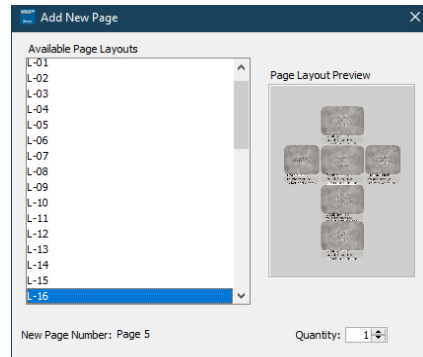 Add New Page
Available Page Layouts
L-01
L-02
L-03
L-04
L-05
L-06
L-07
L-08
L-09
L-10
L-11
L-12
L-13
L-14
L-15
L-16
Page Layout Preview
New Page Number: Page 5
Quantity: 1